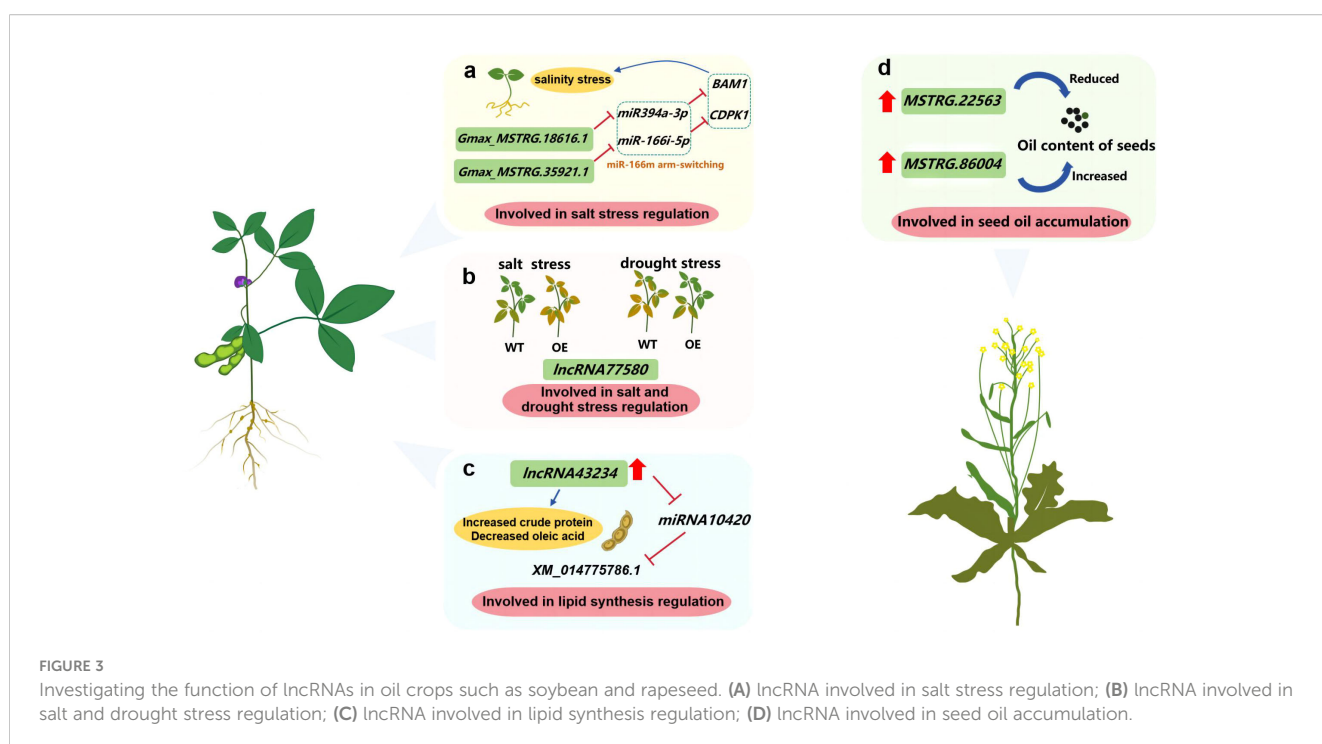 a
salinity stress
BAM1
CDPK1
miR394a-3p
miR-166i-5p
Gmax_MSTRG.18616.1
Gmax_MSTRG.35921.1
miR-166m arm-switching
Involved in salt stress regulation
b
salt stress
drought stress
WT
OE
WT
OE
lncRNA77580
Involved in salt and
drought stress regulation
c
lncRNA43234
Increased crude protein
Decreased oleic acid
miRNA10420
XM_014775786.1
Involved in lipid synthesis regulation
d
MSTRG.22563
Reduced
Oil content of seeds
MSTRG.86004
Increased
Involved in seed oil accumulation
FIGURE 3
Investigating the function of lncRNAs in oil crops such as soybean and rapeseed. (A) lncRNA involved in salt stress regulation; (B) lncRNA involved in
salt and drought stress regulation; (C) lncRNA involved in lipid synthesis regulation; (D) lncRNA involved in seed oil accumulation.